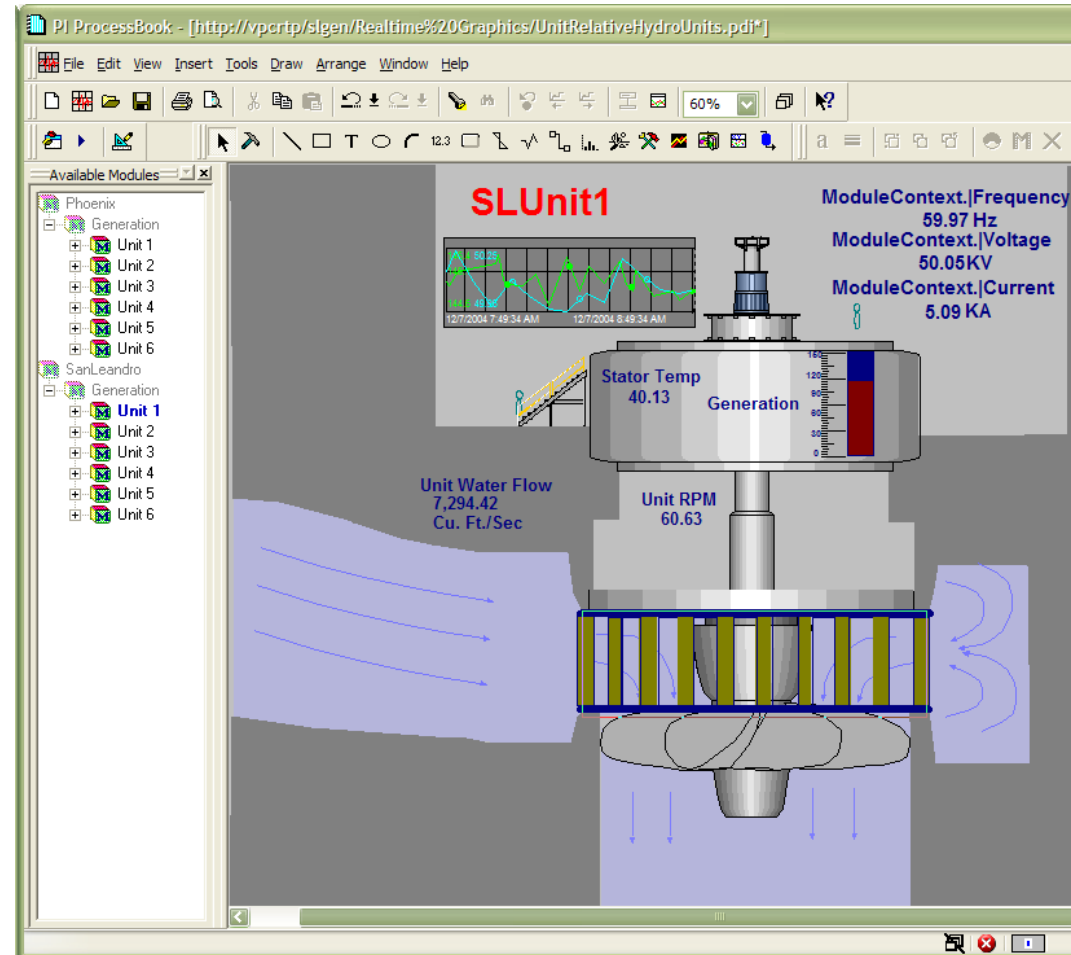 PI ProcessBook - [http://vpcrtp/slgen/Realtime%20Graphics/UnitRelativeHydroUnits.pdi*]
File Edit View Insert Tools Draw Arrange Window Help
60%
T 12.3 a M
Available Modules
Phoenix
Generation
Unit 1
Unit 2
Unit 3
Unit 4
Unit 5
Unit 6
SanLeandro
Generation
Unit 1
Unit 2
Unit 3
Unit 4
Unit 5
Unit 6
SLUnit1
ModuleContext.|Frequency
59.97 Hz
ModuleContext.|Voltage
50.05KV
ModuleContext.|Current
5.09 KA
50.25
12/7/2004 7:49:34 AM 12/7/2004 8:49:34 AM
Stator Temp
40.13
Generation
150
120
90
60
30
0
Unit Water Flow
7,294.42
Cu. Ft./Sec
Unit RPM
60.63